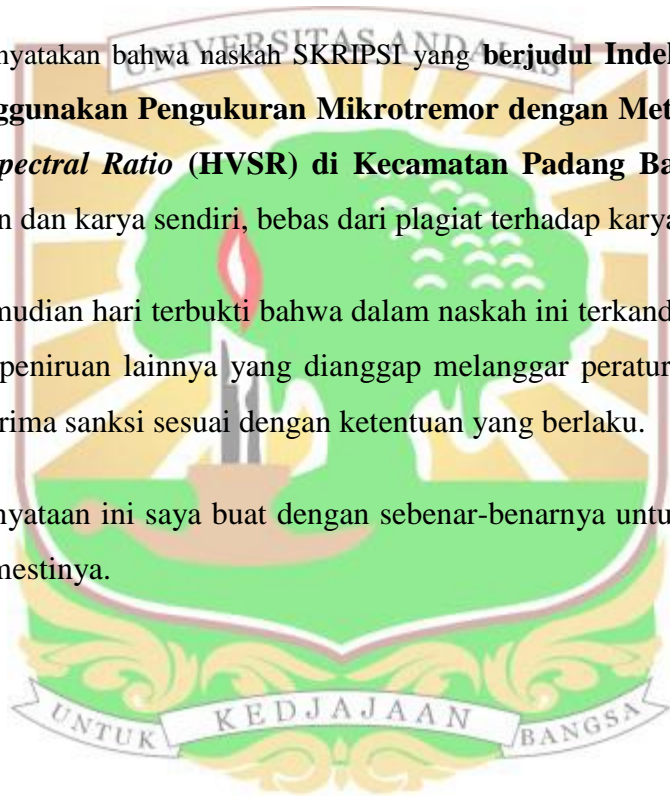 UNIVERSITAS ANDALAS
nyatakan bahwa naskah SKRIPSI yang berjudul Indek
ggunakan Pengukuran Mikrotremor dengan Met
pectral Ratio (HVSR) di Kecamatan Padang Ba
n dan karya sendiri, bebas dari plagiat terhadap karya
mudian hari terbukti bahwa dalam naskah ini terkand
peniruan lainnya yang dianggap melanggar peratur
rima sanksi sesuai dengan ketentuan yang berlaku.
nyataan ini saya buat dengan sebenar-benarnya untu
mestinya.
UNTUK KEDJAJAAN BANGSA